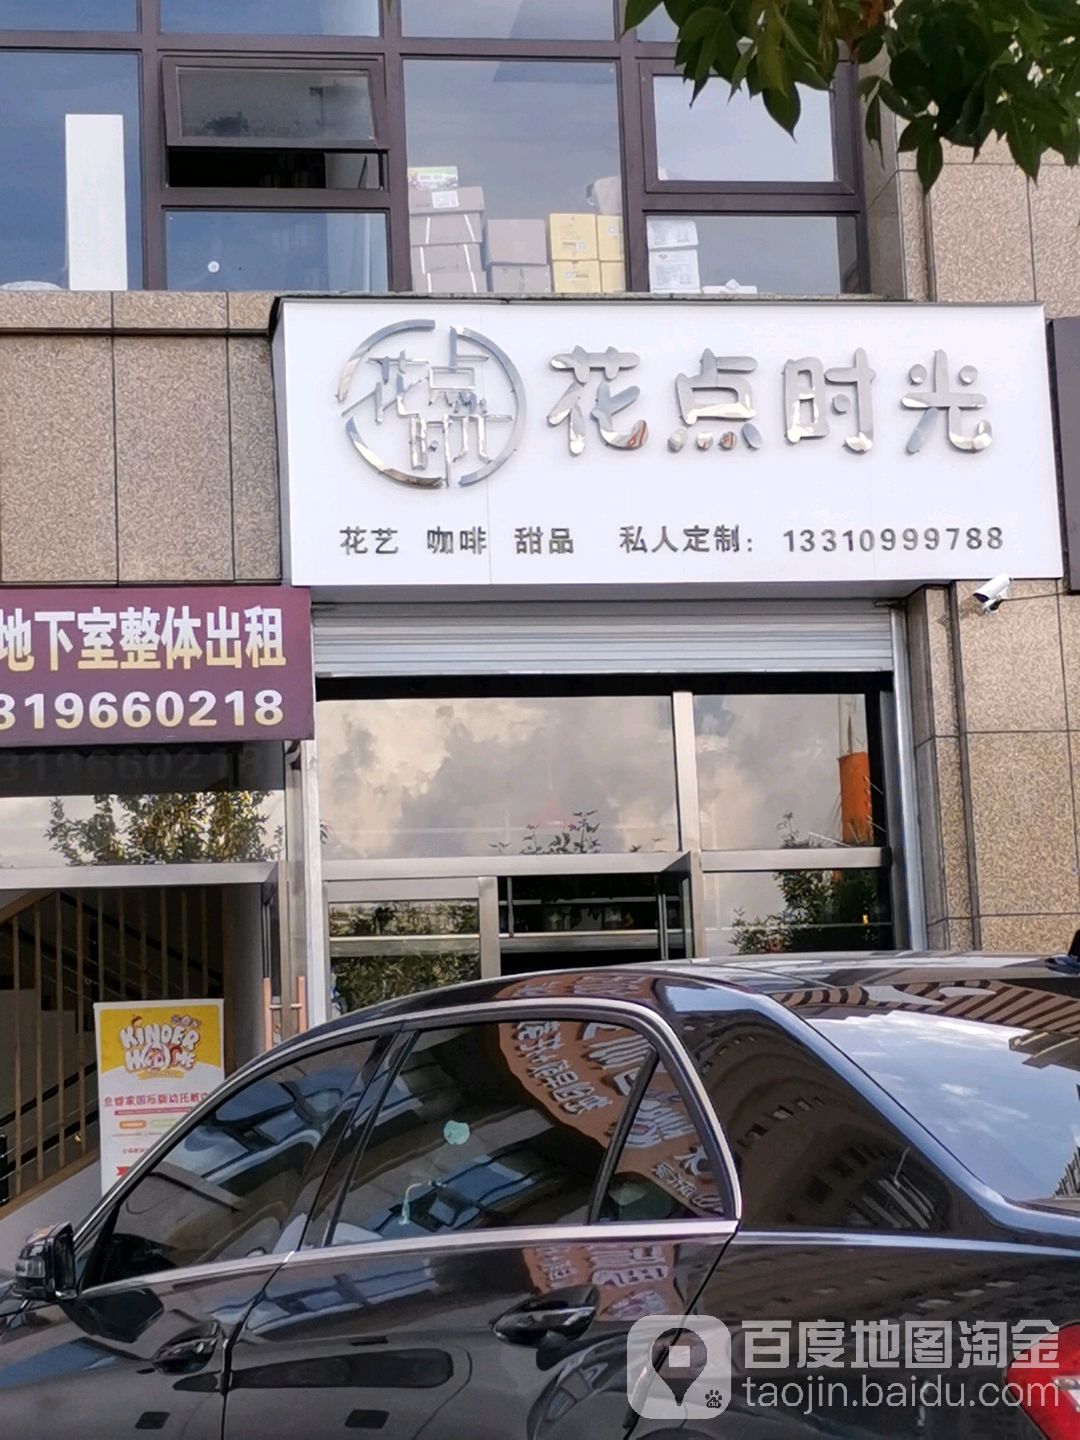 花点时光
花点时光
花艺 咖啡 甜品 私人定制：13310999788
地下室整体出租
819660218
KINDER
百度地图淘金
taojin.baidu.com